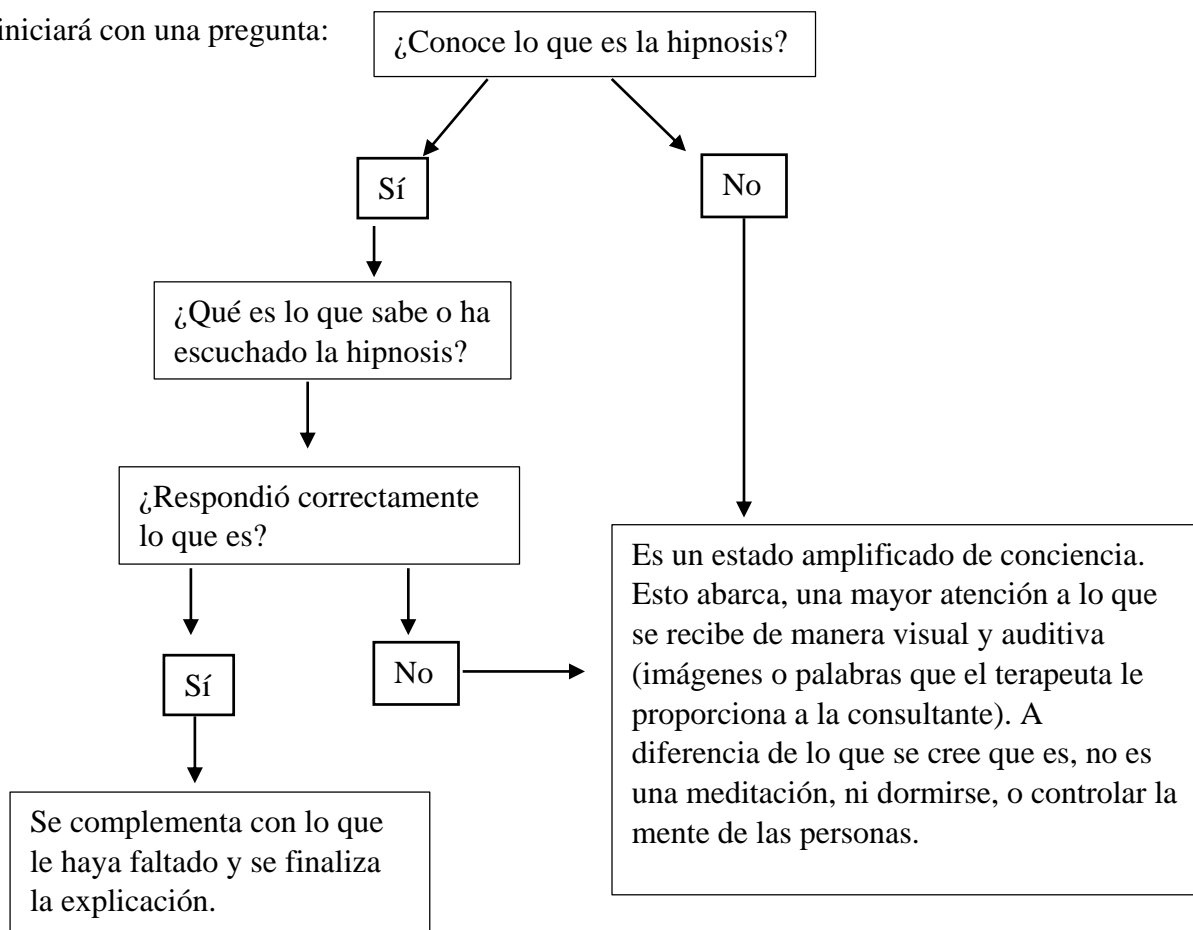 iniciará con una pregunta:
¿Conoce lo que es la hipnosis?
Sí
No
¿Qué es lo que sabe o ha
escuchado la hipnosis?
¿Respondió correctamente
lo que es?
Sí
No
Es un estado amplificado de conciencia.
Esto abarca, una mayor atención a lo que
se recibe de manera visual y auditiva
(imágenes o palabras que el terapeuta le
proporciona a la consultante). A
diferencia de lo que se cree que es, no es
una meditación, ni dormirse, o controlar la
mente de las personas.
Se complementa con lo que
le haya faltado y se finaliza
la explicación.